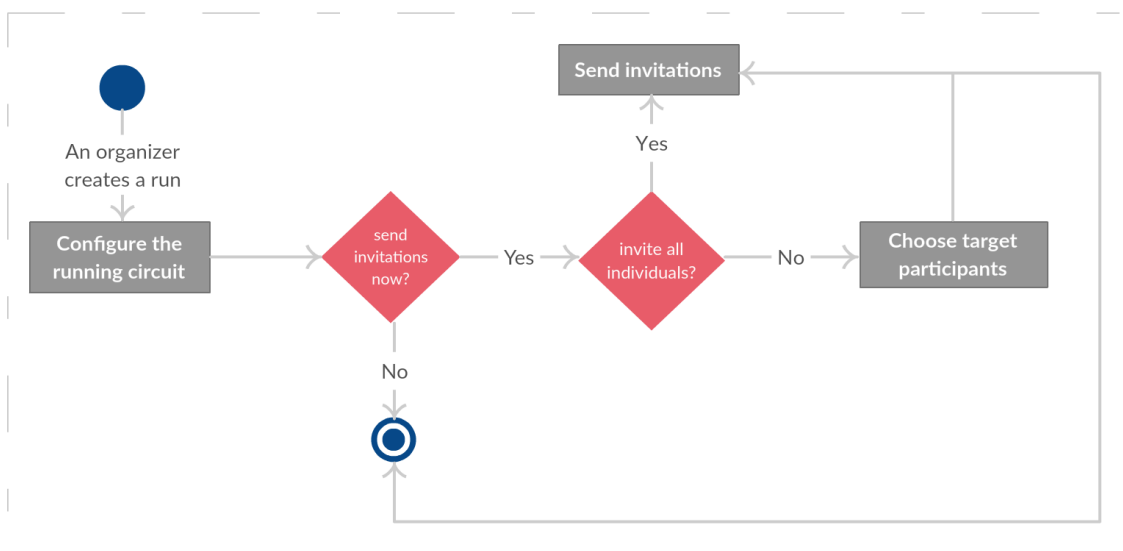 Send invitations
An organizer
creates a run
Yes
Configure the
running circuit
send
invitations
now?
Yes
invite all
individuals?
No
Choose target
participants
No